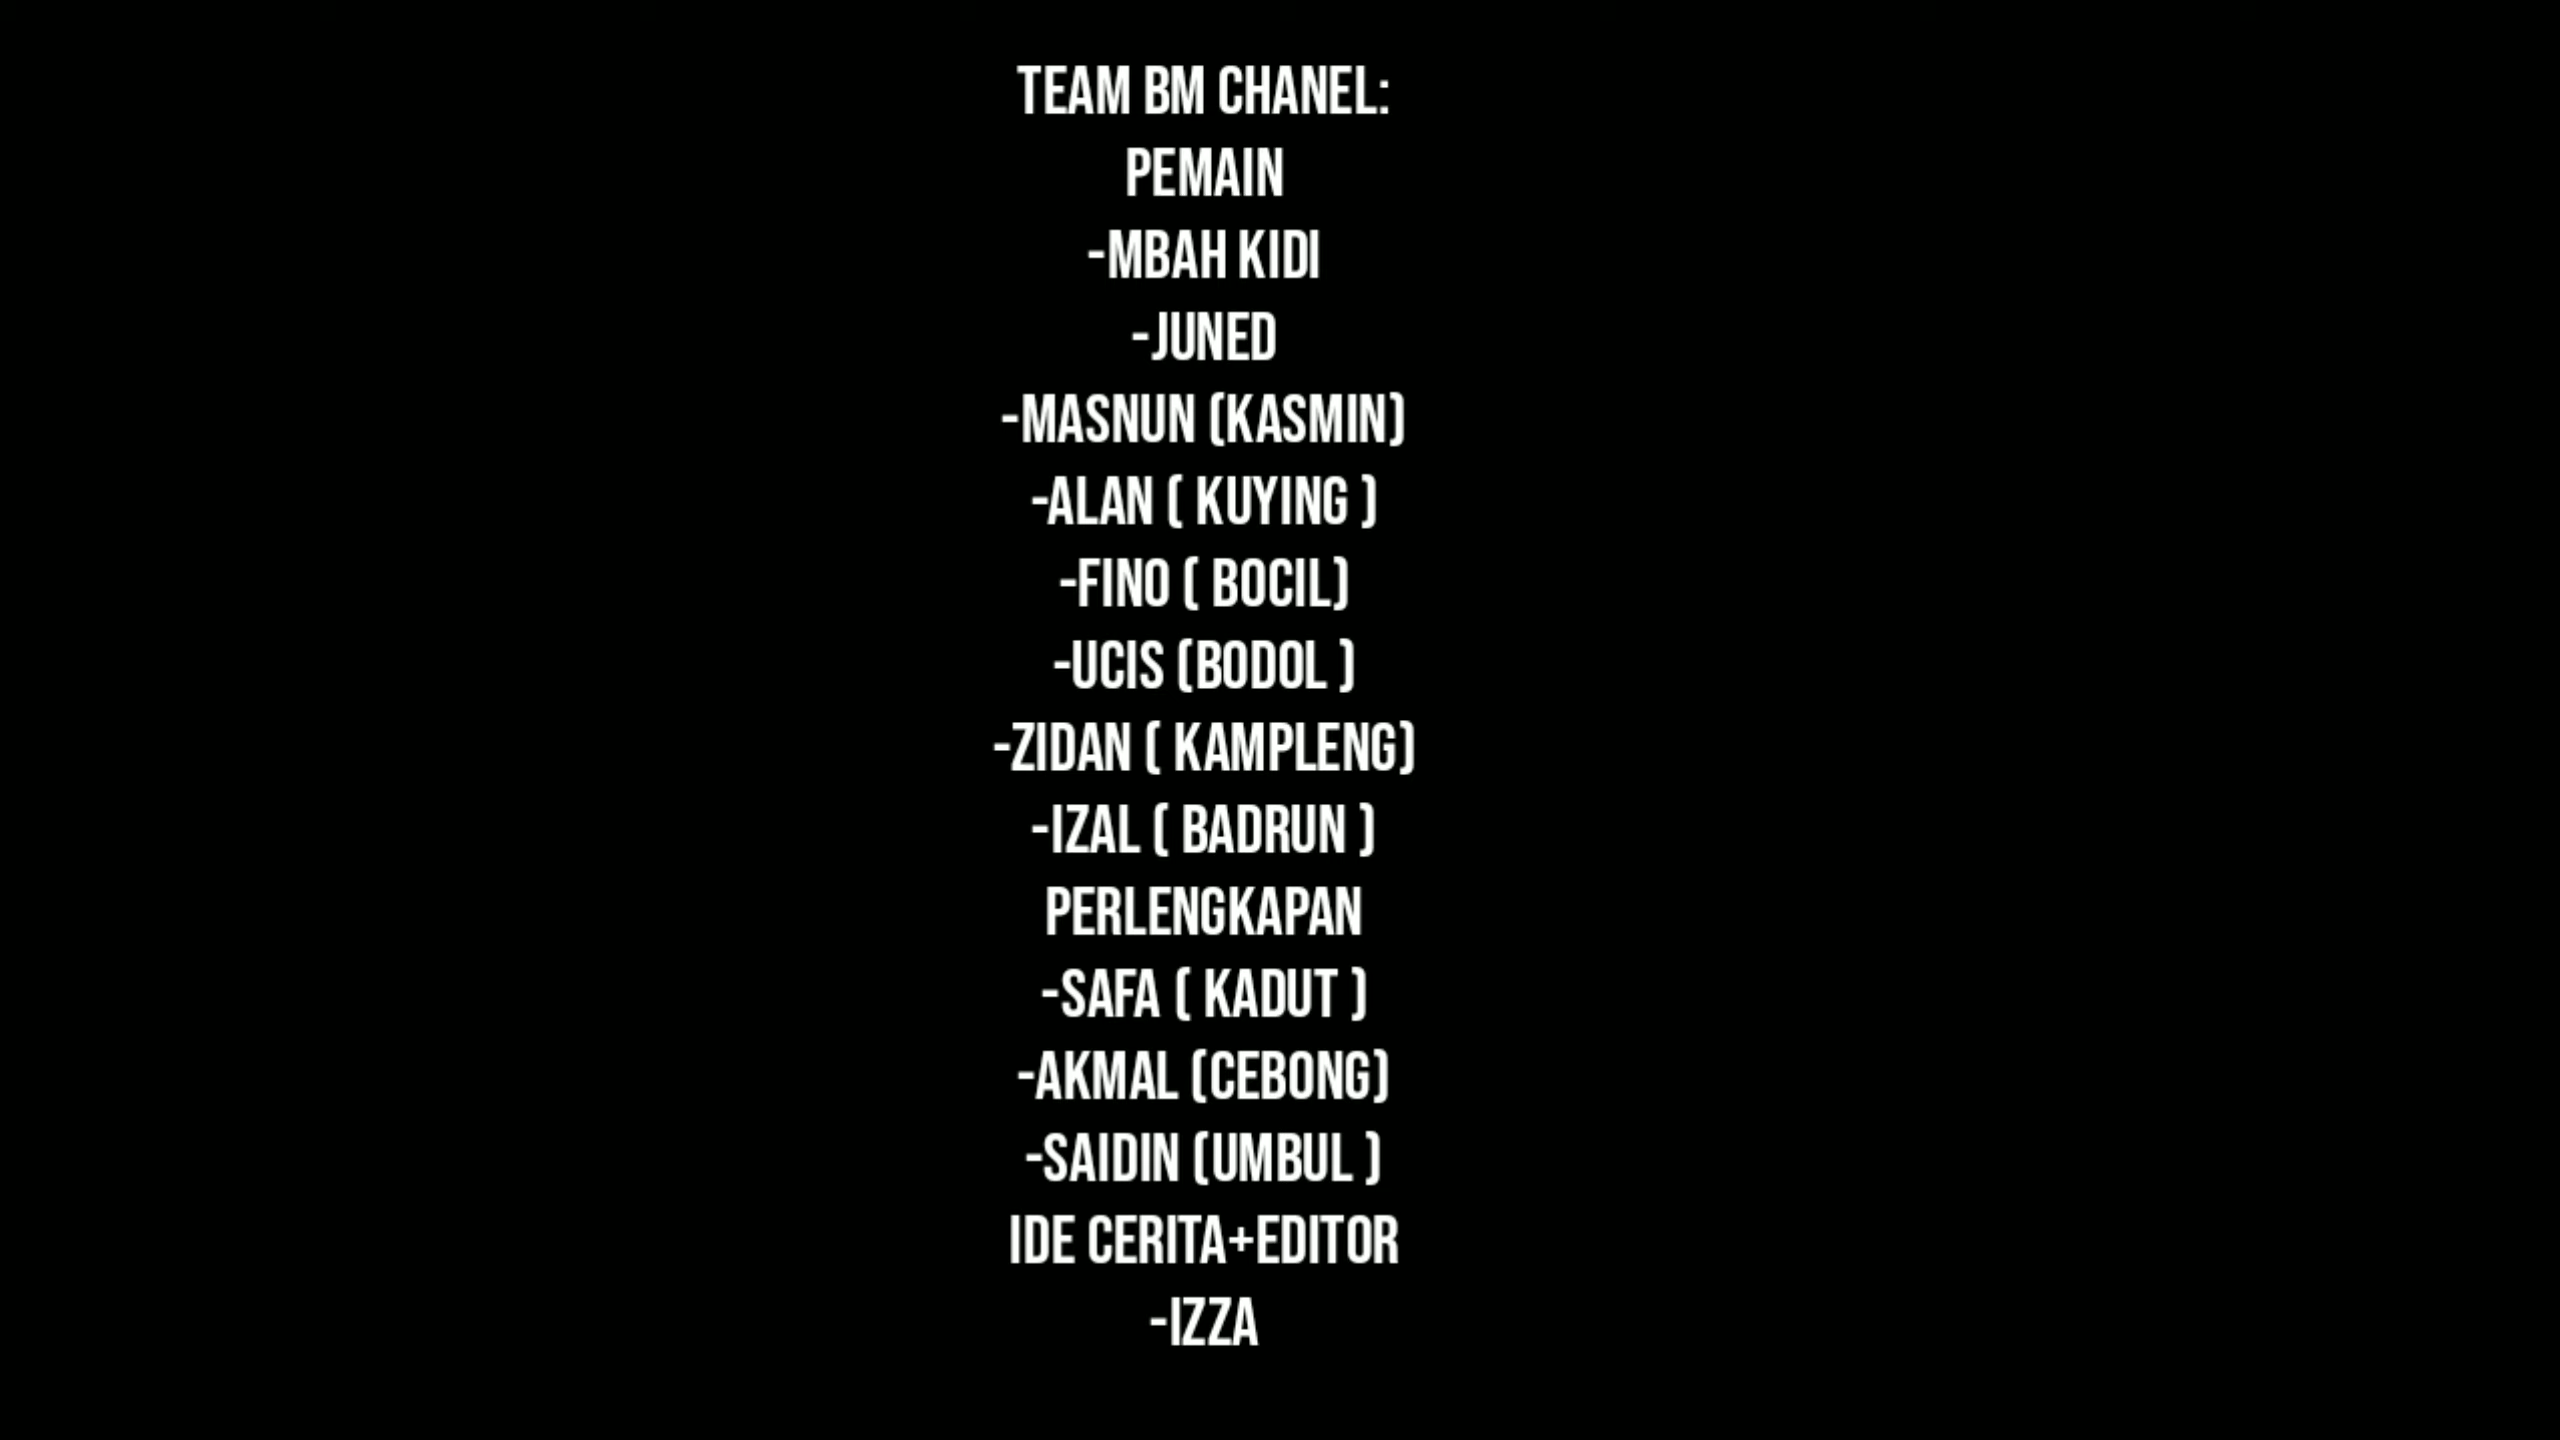 TEAM BM CHANEL:
PEMAIN
-MBAH KIDI
-JUNED
-MASNUN (KASMIN)
-ALAN ( KUYING )
-FINO ( BOCIL)
-UCIS (BODOL )
-ZIDAN ( KAMPLENG)
-IZAL ( BADRUN )
PERLENGKAPAN
-SAFA ( KADUT )
-AKMAL (CEBONG)
-SAIDIN (UMBUL )
IDE CERITA+EDITOR
-IZZA